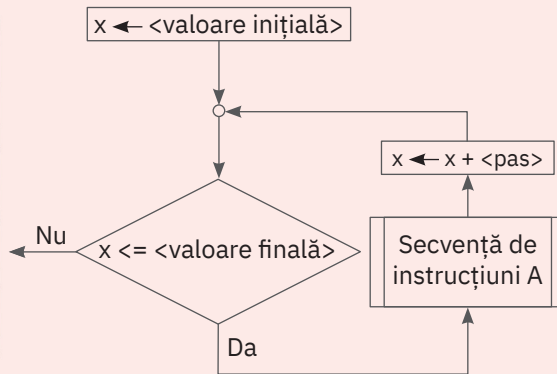 x ← <valoare inițială>
x ← x + <pas>
Nu
x <= <valoare finală>
Secvență de
instrucțiuni A
Da